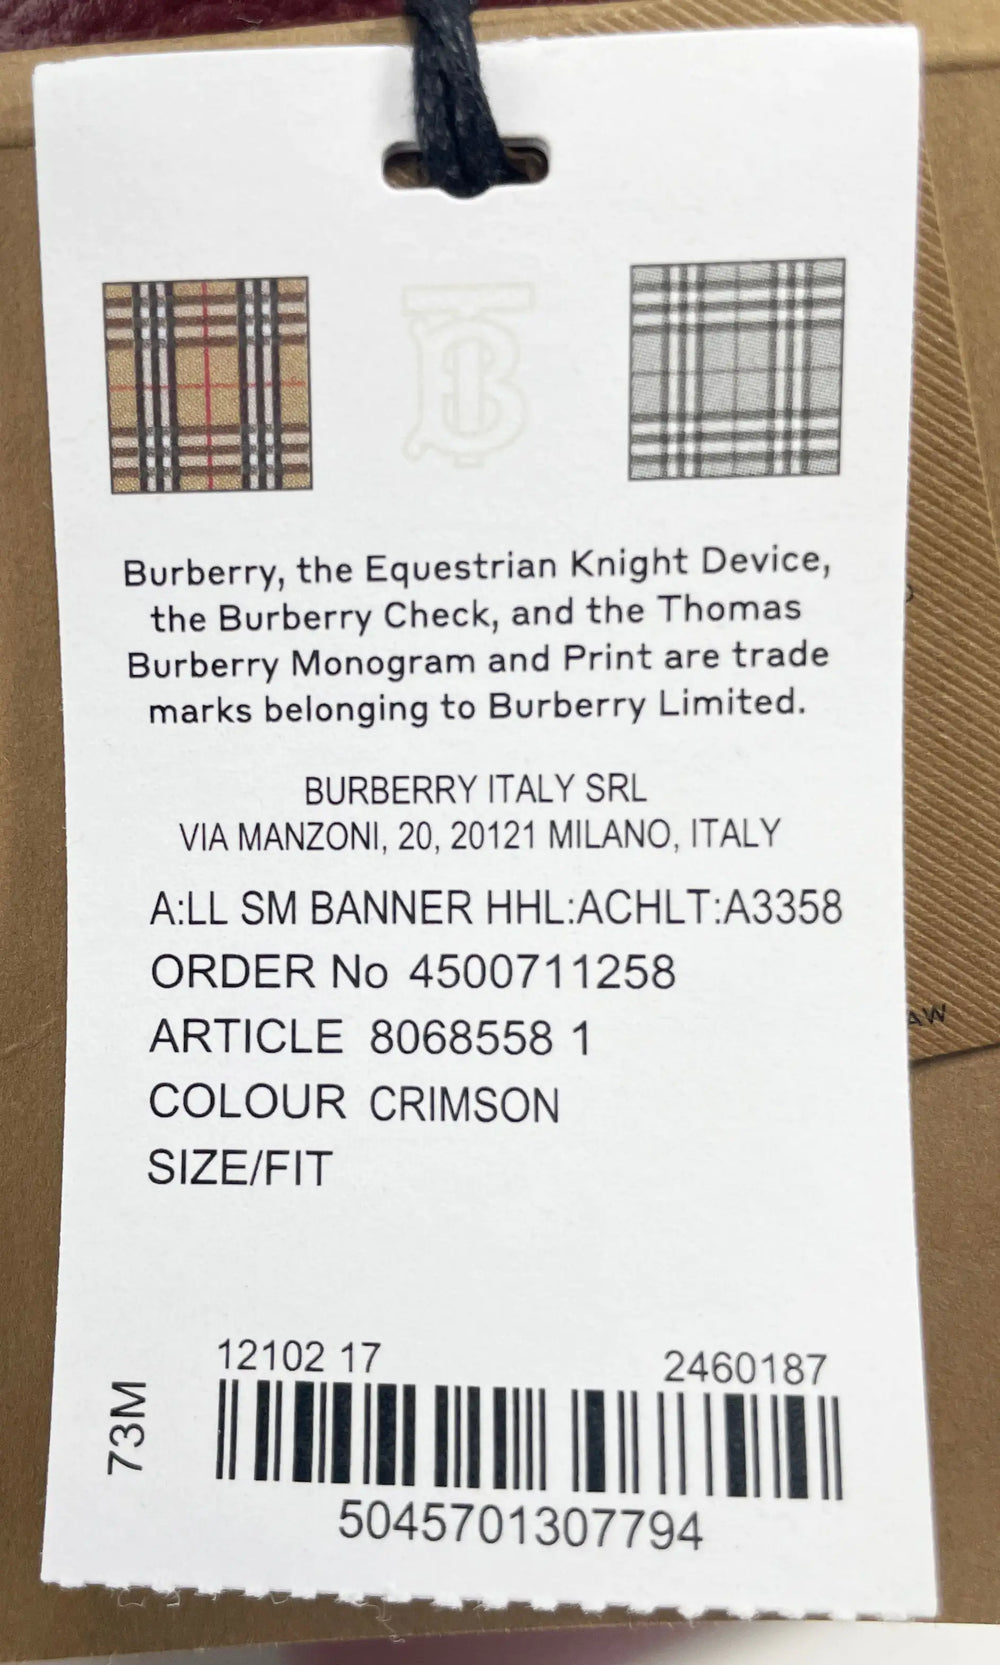 Burberry, the Equestrian Knight Device,
the Burberry Check, and the Thomas
Burberry Monogram and Print are trade
marks belonging to Burberry Limited.
BURBERRY ITALY SRL
VIA MANZONI, 20, 20121 MILANO, ITALY
A:LL SM BANNER HHL:ACHLT:A3358
ORDER No 4500711258
ARTICLE 8068558 1
COLOUR CRIMSON
SIZE/FIT
12102 17 2460187
73M
5045701307794
AW